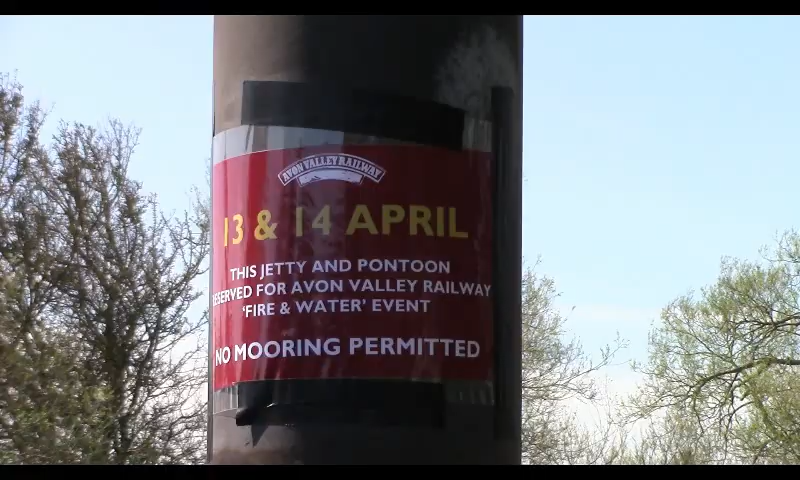 AVON VALLEY RAILWAY
13 & 14 APRIL
THIS JETTY AND PONTOON
RESERVED FOR AVON VALLEY RAILWAY
'FIRE & WATER' EVENT
NO MOORING PERMITTED